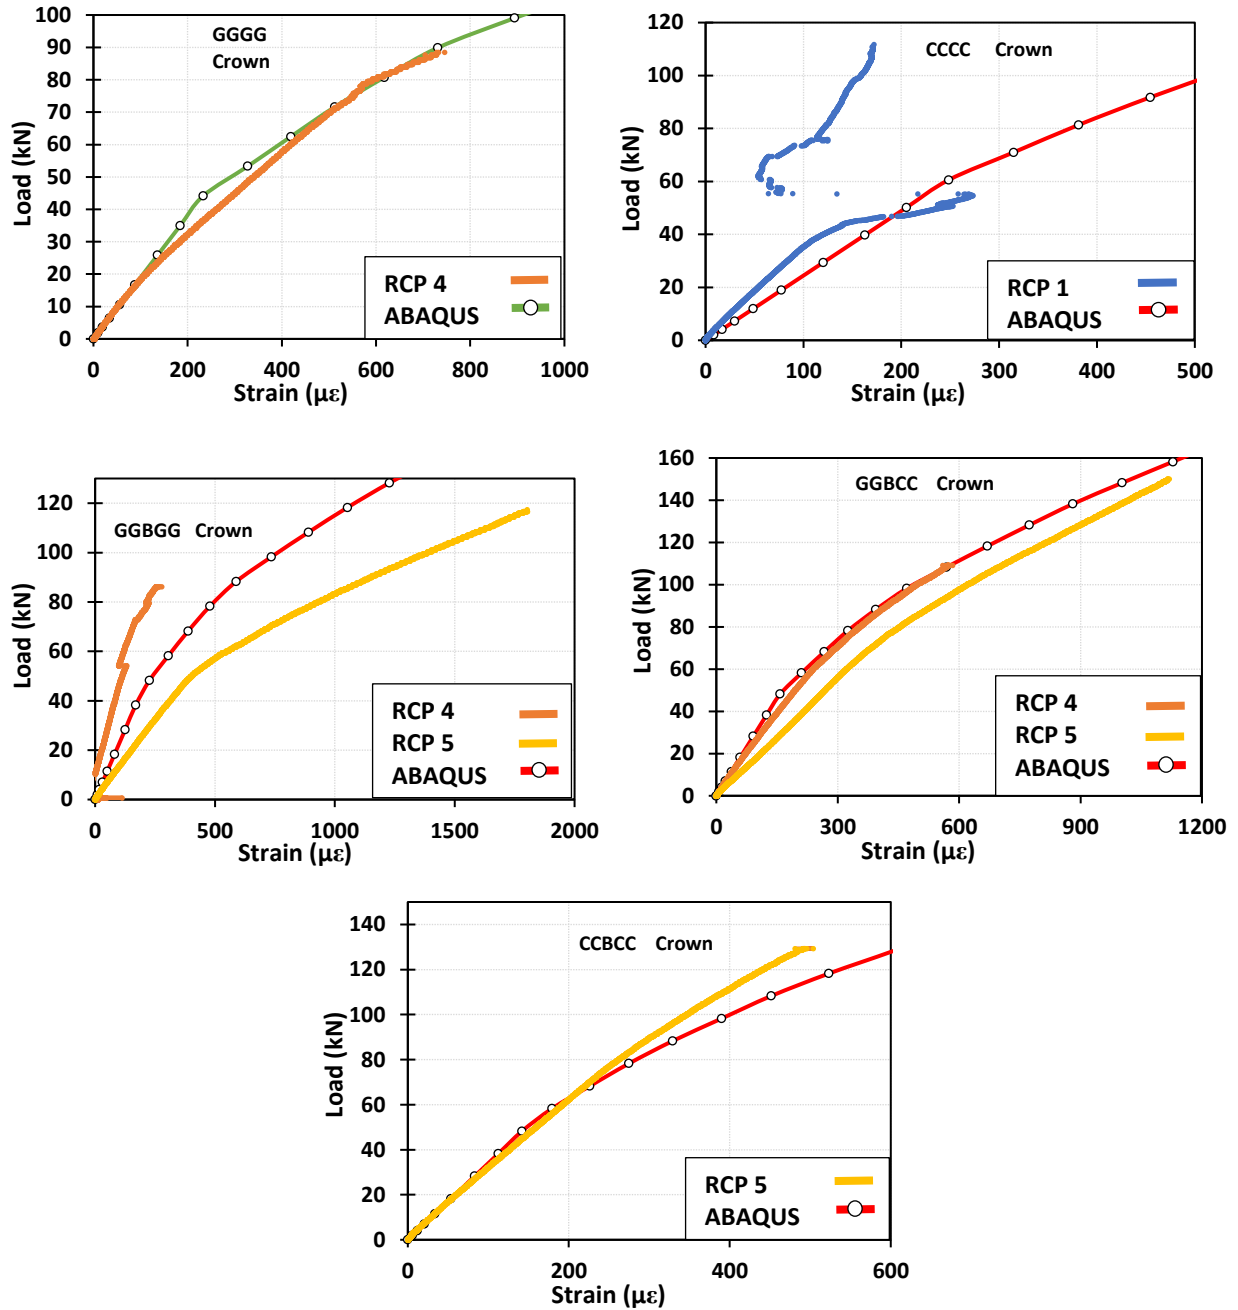 GGGG
Crown
100
90
80
70
60
50
40
30
20
10
0
Load (kN)
RCP 4
ABAQUS
0 200 400 600 800 1000
Strain (με)
CCCC Crown
120
100
80
60
40
20
0
Load (kN)
RCP 1
ABAQUS
0 100 200 300 400 500
Strain (με)
GGBGG Crown
120
100
80
60
40
20
0
Load (kN)
RCP 4
RCP 5
ABAQUS
0 500 1000 1500 2000
Strain (με)
GGBCC Crown
160
140
120
100
80
60
40
20
0
Load (kN)
RCP 4
RCP 5
ABAQUS
0 300 600 900 1200
Strain (με)
CCBCC Crown
140
120
100
80
60
40
20
0
Load (kN)
RCP 5
ABAQUS
0 200 400 600
Strain (με)